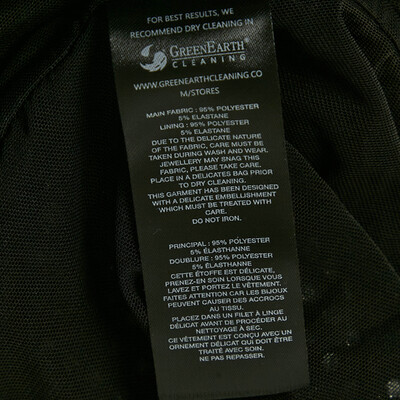 FOR BEST RESULTS, WE
RECOMMEND DRY CLEANING IN
GREENEARTH®
CLEANING
WWW.GREENEARTHCLEANING.CO
M/STORES
MAIN FABRIC : 95% POLYESTER
5% ELASTANE
LINING : 95% POLYESTER
5% ELASTANE
DUE TO THE DELICATE NATURE
OF THE FABRIC, CARE MUST BE
TAKEN DURING WASH AND WEAR,
JEWELLERY MAY SNAG THIS
FABRIC, PLEASE TAKE CARE.
PLACE IN A DELICATES BAG PRIOR
TO DRY CLEANING.
THIS GARMENT HAS BEEN DESIGNED
WITH A DELICATE EMBELLISHMENT
WHICH MUST BE TREATED WITH
CARE.
DO NOT IRON.
PRINCIPAL : 95% POLYESTER
5% ÉLASTHANNE
DOUBLURE : 95% POLYESTER
5% ÉLASTHANNE
CETTE ÉTOFFE EST DÉLICATE,
PRENEZ-EN SOIN LORSQUE VOUS
LAVEZ ET PORTEZ LE VÊTEMENT.
FAITES ATTENTION CAR LES BIJOUX
PEUVENT CAUSER DES ACCROCS
AU TISSU.
PLACEZ DANS UN FILET À LINGE
DÉLICAT AVANT DE PROCÉDER AU
NETTOYAGE À SEC.
CE VÊTEMENT EST CONÇU AVEC UN
ORNEMENT DÉLICAT QUI DOIT ÊTRE
TRAITÉ AVEC SOIN.
NE PAS REPASSER.